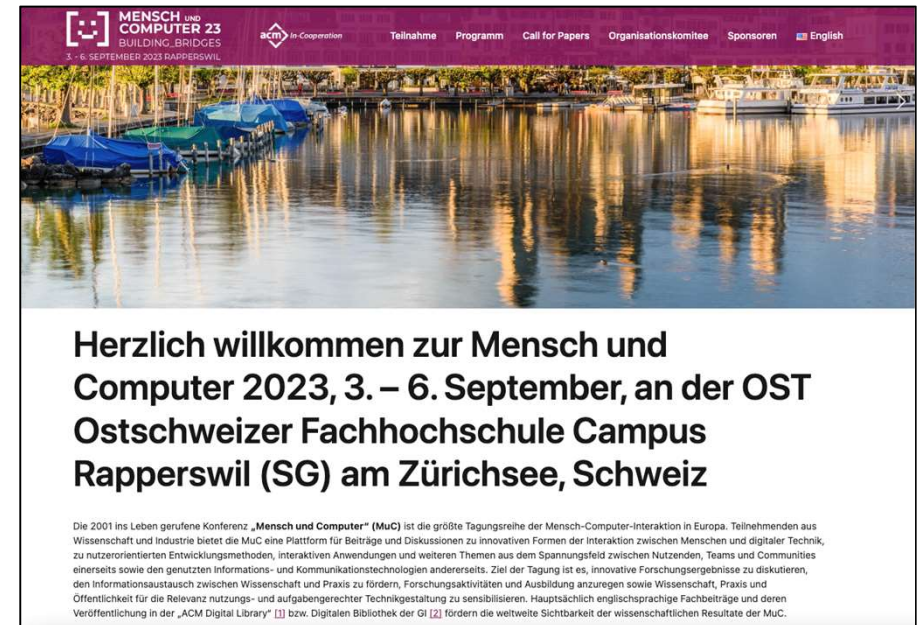 MENSCH UND
COMPUTER 23
BUILDING_BRIDGES
3. - 6. SEPTEMBER 2023 RAPPERSWIL
acm In-Cooperation
Teilnahme Programm Call for Papers Organisationskomitee Sponsoren English
Herzlich willkommen zur Mensch und
Computer 2023, 3. – 6. September, an der OST
Ostschweizer Fachhochschule Campus
Rapperswil (SG) am Zürichsee, Schweiz
Die 2001 ins Leben gerufene Konferenz „Mensch und Computer“ (MuC) ist die größte Tagungsreihe der Mensch-Computer-Interaktion in Europa. Teilnehmenden aus
Wissenschaft und Industrie bietet die MuC eine Plattform für Beiträge und Diskussionen zu innovativen Formen der Interaktion zwischen Menschen und digitaler Technik,
zu nutzerorientierten Entwicklungsmethoden, interaktiven Anwendungen und weiteren Themen aus dem Spannungsfeld zwischen Nutzenden, Teams und Communities
einerseits sowie den genutzten Informations- und Kommunikationstechnologien andererseits. Ziel der Tagung ist es, innovative Forschungsergebnisse zu diskutieren,
den Informationsaustausch zwischen Wissenschaft und Praxis zu fördern, Forschungsaktivitäten und Ausbildung anzuregen sowie Wissenschaft, Praxis und
Öffentlichkeit für die Relevanz nutzungs- und aufgabengerechter Technikgestaltung zu sensibilisieren. Hauptsächlich englischsprachige Fachbeiträge und deren
Veröffentlichung in der „ACM Digital Library“ [1] bzw. Digitalen Bibliothek der GI [2] fördern die weltweite Sichtbarkeit der wissenschaftlichen Resultate der MuC.